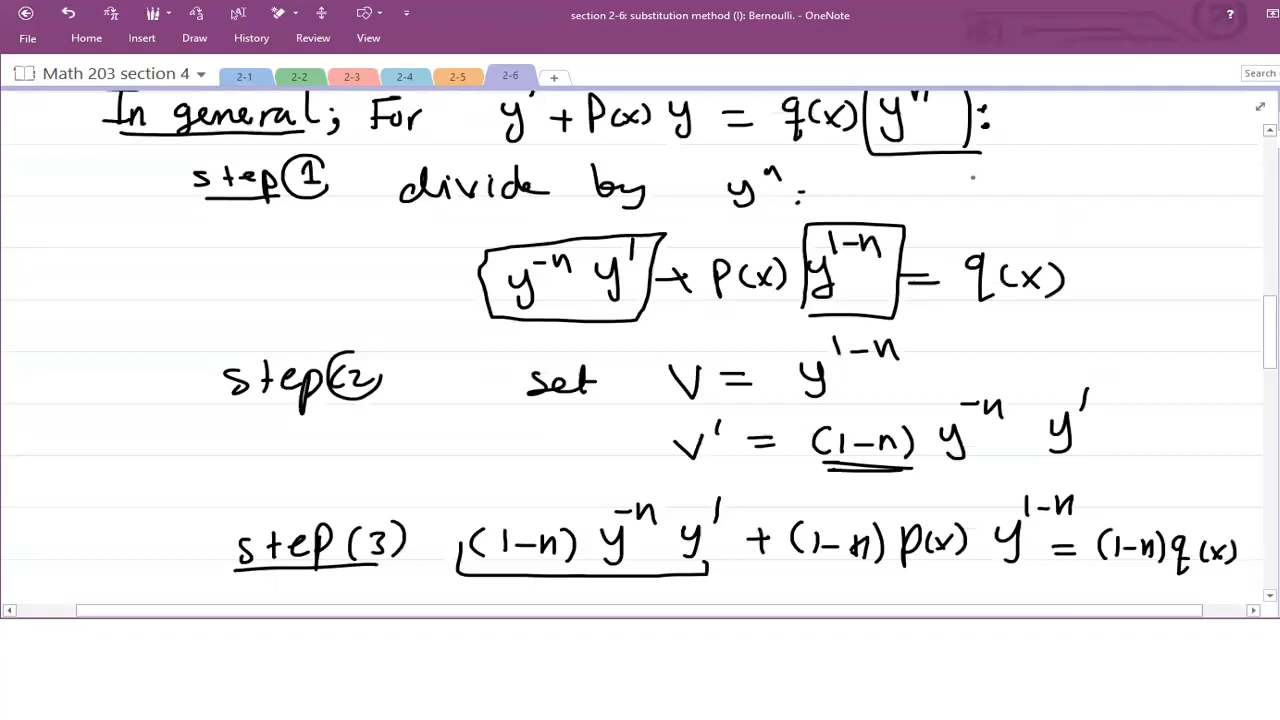 section 2-6: substitution method (I): Bernoulli. - OneNote
?
File Home Insert Draw History Review View
Math 203 section 4 2-1 2-2 2-3 2-4 2-5 2-6 Search
In general; For y' + P(x) y = q(x) (y^n):
step (1) divide by y^n:
y^{-n} y' + P(x) y^{1-n} = q(x)
step (2) set V = y^{1-n}
V' = (1-n) y^{-n} y'
step (3) (1-n) y^{-n} y' + (1-n) p(x) y^{1-n} = (1-n) q(x)